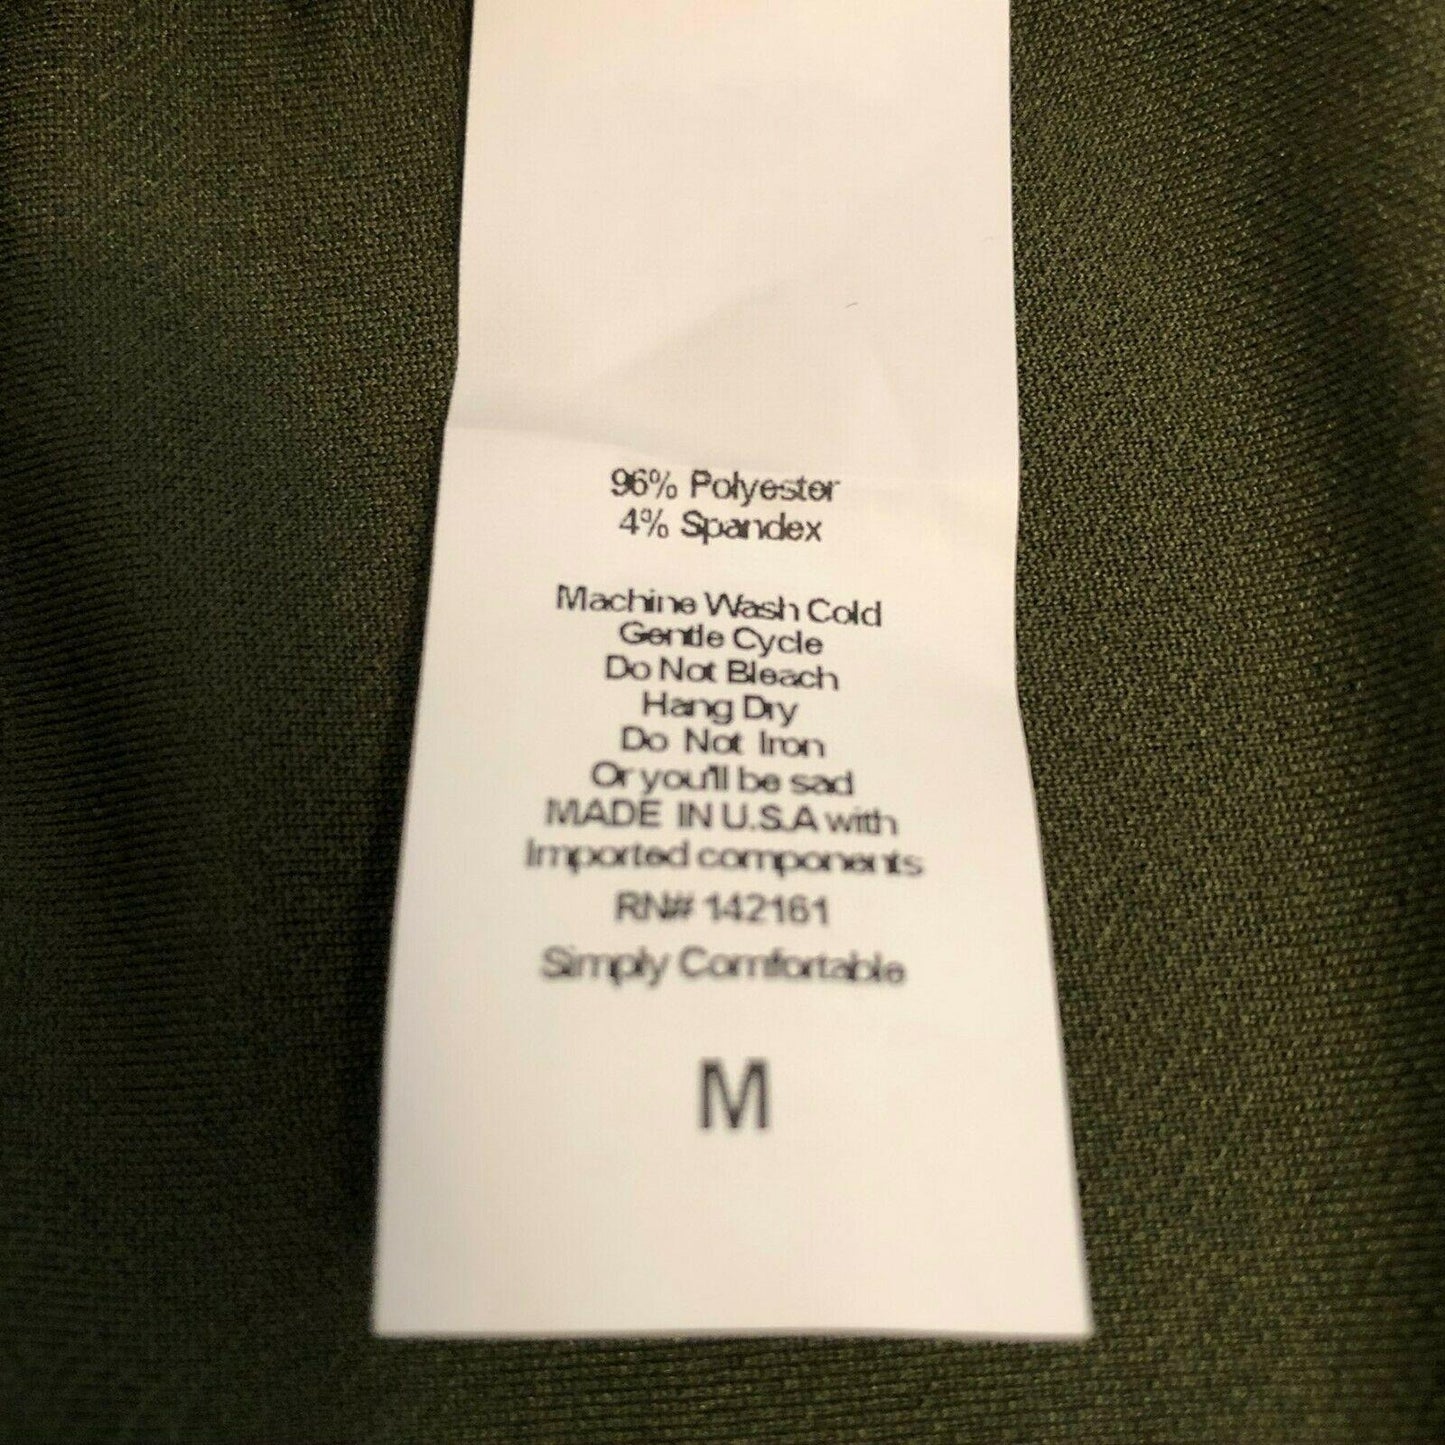 96% Polyester
4% Spandex
Machine Wash Cold
Gentle Cycle
Do Not Bleach
Hang Dry
Do Not Iron
Or you'll be sad
MADE IN U.S.A with
Imported components
RN# 142161
Simply Comfortable
M